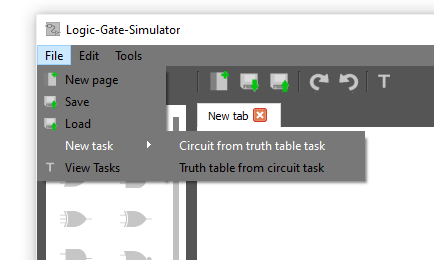 Logic-Gate-Simulator
File Edit Tools
New page
Save
Load
New task
View Tasks
Circuit from truth table task
Truth table from circuit task
T
New tab